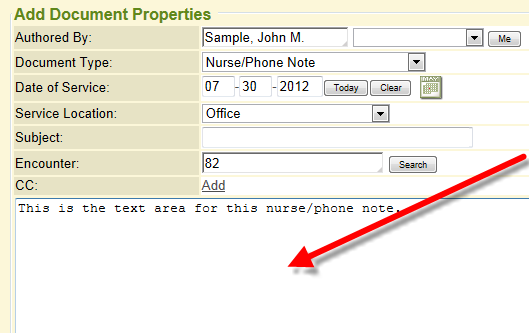 Add Document Properties
Authored By: Sample, John M. Me
Document Type: Nurse/Phone Note
Date of Service: 07 - 30 - 2012 Today Clear
Service Location: Office
Subject:
Encounter: 82 Search
CC: Add
This is the text area for this nurse/phone note.